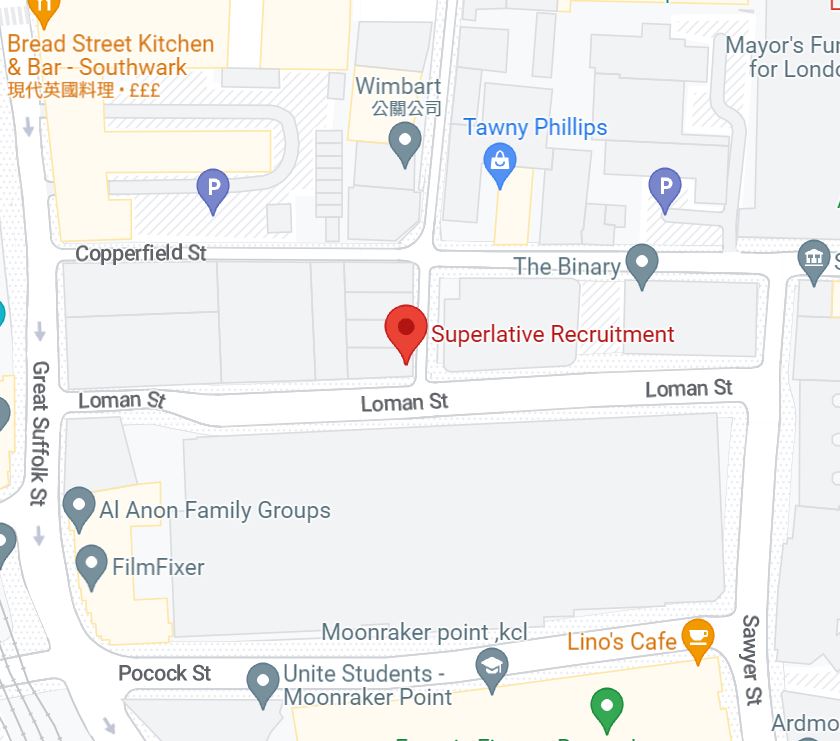 Bread Street Kitchen
& Bar - Southwark
現代英國料理 • £££
Mayor's Fun
for Londo
Wimbart
公關公司
Tawny Phillips
P
P
Copperfield St
The Binary
S
Superlative Recruitment
Great Suffolk St
Loman St
Loman St
Loman St
Al Anon Family Groups
FilmFixer
Moonraker point ,kcl
Lino's Cafe
Sawyer St
Pocock St
Unite Students -
Moonraker Point
Ardmo